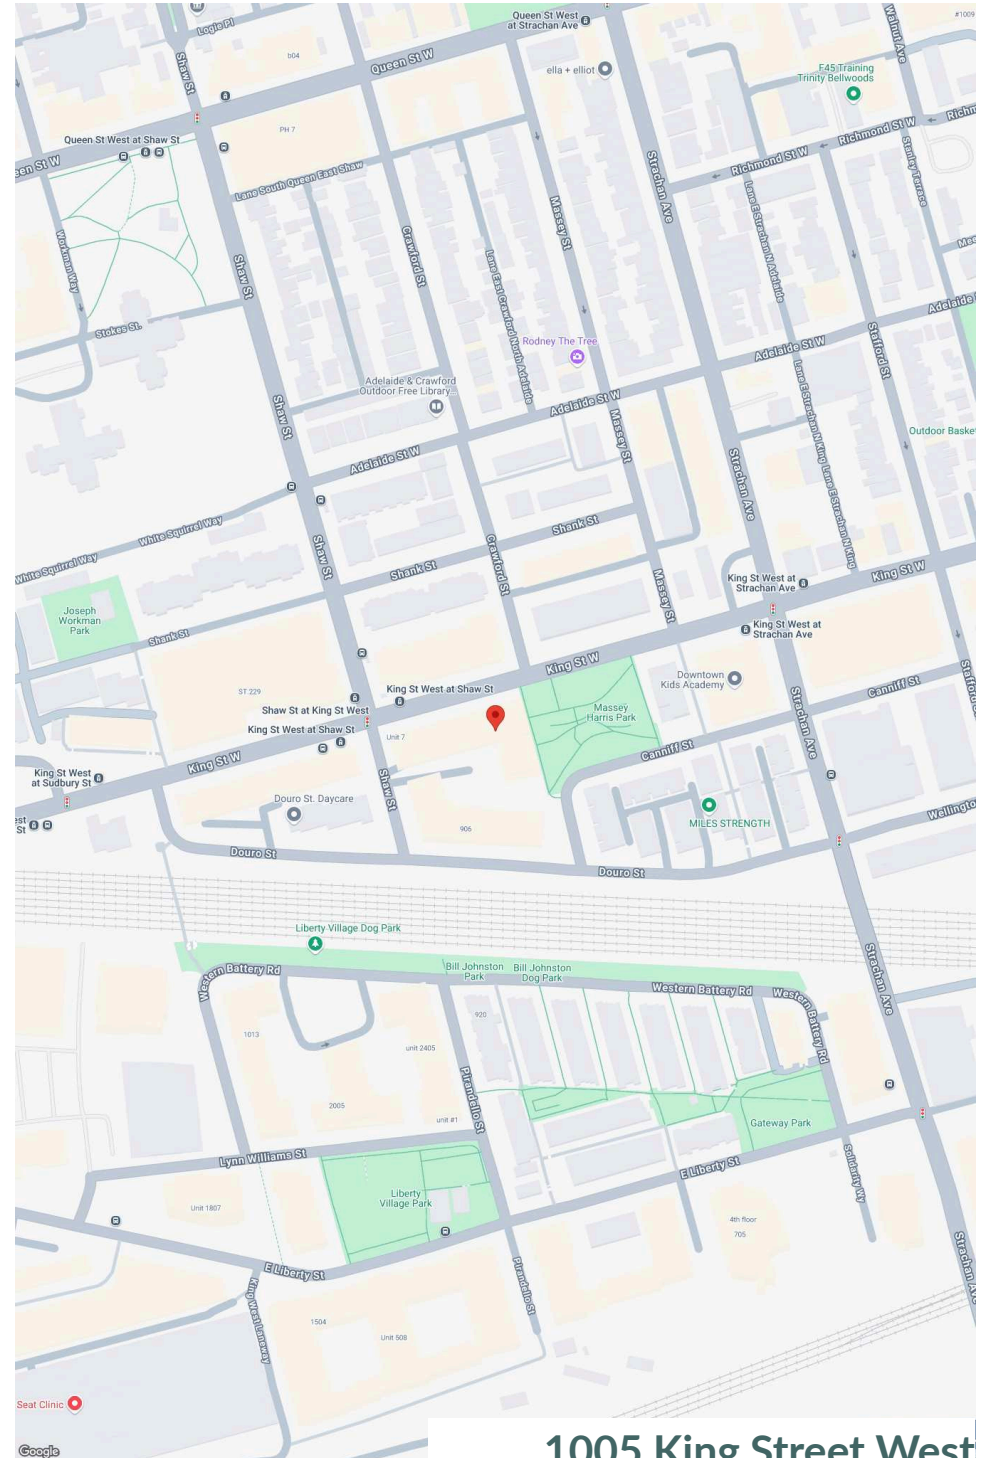 Queen St West
at Strachan Ave
#1009
Logie Pl
Walnut Ave
b04
Queen St W
ella + elliot
F45 Training
Trinity Bellwoods
Shaw St
Queen St West at Shaw St
PH 7
Richmond St W
Richmond St W
Lane South Queen East Shaw
Strachan Ave
Stanley Terrace
Massey St
Lane E Strachan N Adelaide
Workman Way
Crawford St
Shaw St
Lane East Crawford North Adelaide
Stokes St.
Rodney The Tree
Adelaide St W
Stafford St
Adelaide & Crawford
Outdoor Free Library...
Adelaide St W
Shaw St
Massey St
Lane E Strachan N King
Outdoor Basket
Adelaide St W
Strachan Ave
Lane E Strachan N King
White Squirrel Way
White Squirrel Way
Shank St
Shaw St
Crawford St
Shank St
King St W
Massey St
King St West at
Strachan Ave
Joseph
Workman
Park
King St West at
Strachan Ave
Shank St
King St W
Downtown
Kids Academy
Canniff St
ST 229
King St West at Shaw St
Shaw St at King St West
Massey
Harris Park
Strachan Ave
King St West at Shaw St
Unit 7
Canniff St
King St W
King St West
at Sudbury St
Shaw St
Douro St. Daycare
MILES STRENGTH
906
Douro St
Douro St
Liberty Village Dog Park
Bill Johnston
Park
Bill Johnston
Dog Park
Western Battery Rd
Western Battery Rd
Western Battery Rd
Strachan Ave
920
1013
unit 2405
Pirandello St
2005
unit #1
Gateway Park
Lynn Williams St
E Liberty St
Solidarity Wy
Liberty
Village Park
Unit 1807
4th floor
705
E Liberty St
Pirandello St
Strachan Ave
King West Laneway
1504
Unit 508
Seat Clinic
Google
1005 King Street West